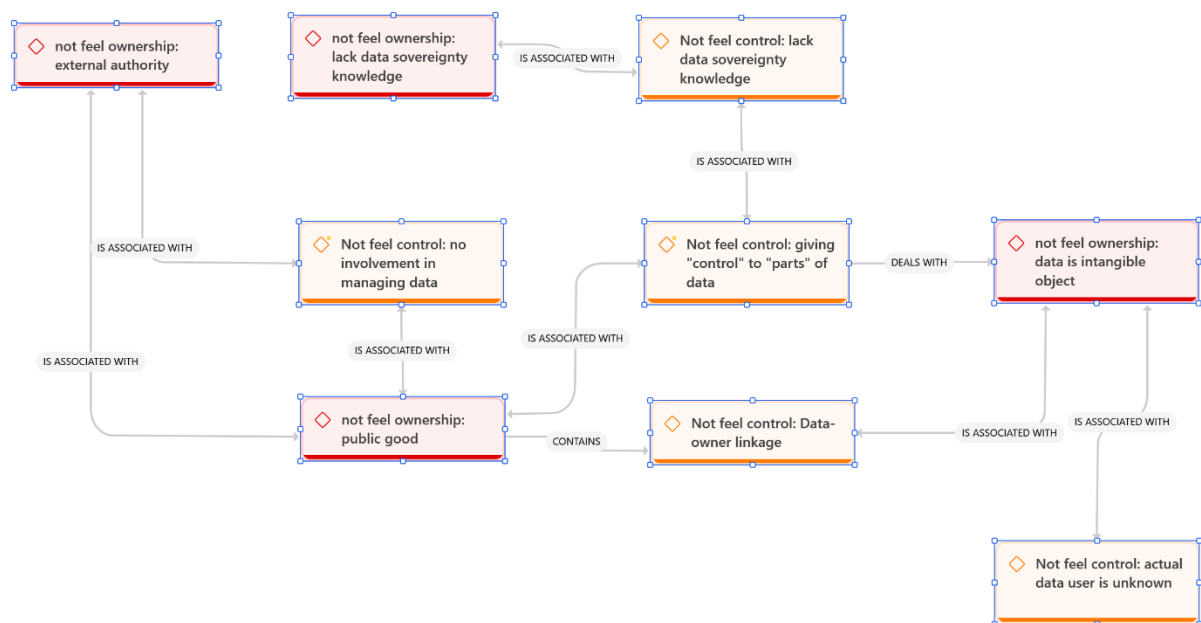 not feel ownership:
external authority
not feel ownership:
lack data sovereignty
knowledge
IS ASSOCIATED WITH
Not feel control: lack
data sovereignty
knowledge
IS ASSOCIATED WITH
IS ASSOCIATED WITH
Not feel control: no
involvement in
managing data
Not feel control: giving
"control" to "parts" of
data
DEALS WITH
not feel ownership:
data is intangible
object
IS ASSOCIATED WITH
IS ASSOCIATED WITH
IS ASSOCIATED WITH
not feel ownership:
public good
CONTAINS
Not feel control: Data-
owner linkage
IS ASSOCIATED WITH
IS ASSOCIATED WITH
Not feel control: actual
data user is unknown